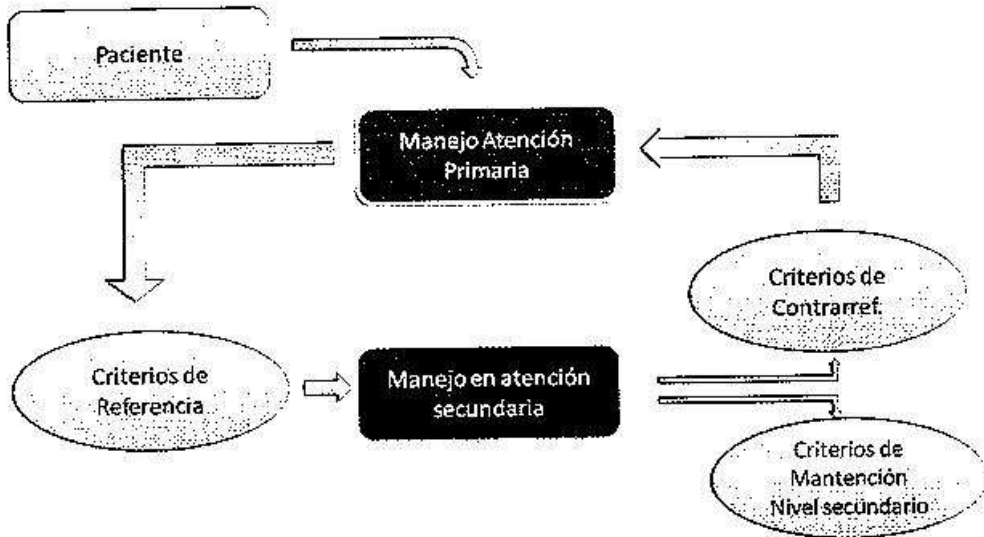 Paciente
Manejo Atención
Primaria
Criterios de
Contrarref.
Criterios de
Referencia
Manejo en atención
secundaria
Criterios de
Mantención
Nivel secundario